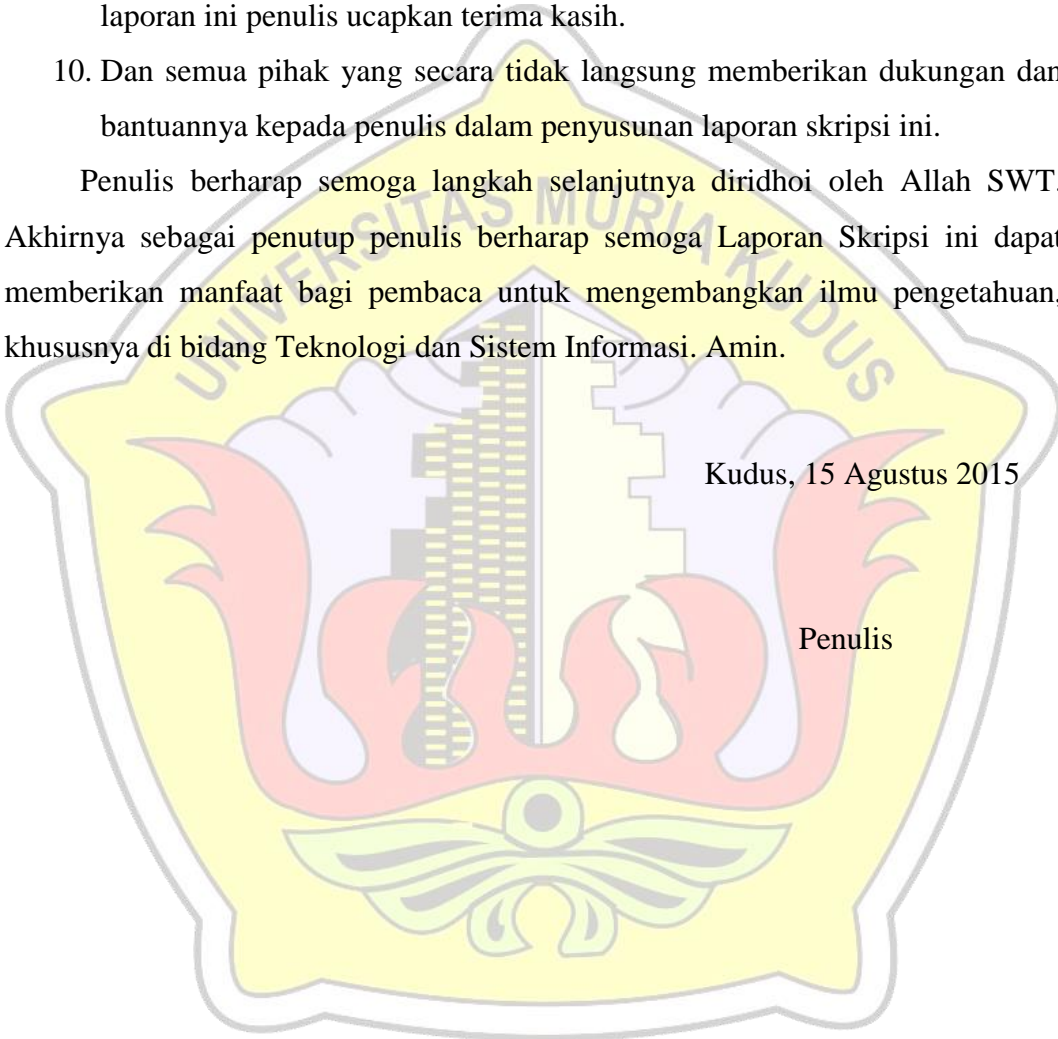 laporan ini penulis ucapkan terima kasih.
10. Dan semua pihak yang secara tidak langsung memberikan dukungan dan
bantuannya kepada penulis dalam penyusunan laporan skripsi ini.
Penulis berharap semoga langkah selanjutnya diridhoi oleh Allah SWT.
Akhirnya sebagai penutup penulis berharap semoga Laporan Skripsi ini dapat
memberikan manfaat bagi pembaca untuk mengembangkan ilmu pengetahuan,
khususnya di bidang Teknologi dan Sistem Informasi. Amin.
UNIVERSITAS MURIA KUDUS
Kudus, 15 Agustus 2015
Penulis